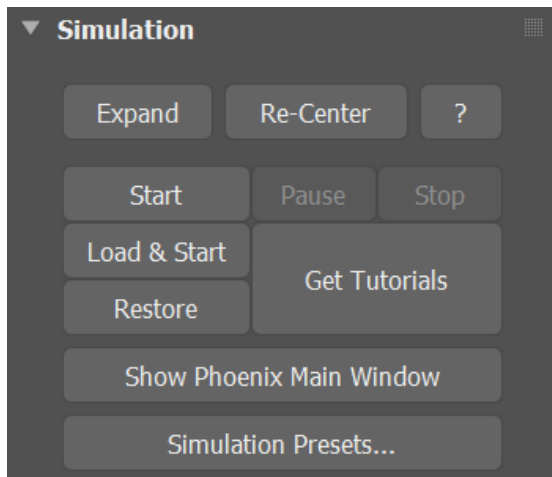 Simulation
Expand Re-Center ?
Start Pause Stop
Load & Start
Get Tutorials
Restore
Show Phoenix Main Window
Simulation Presets...